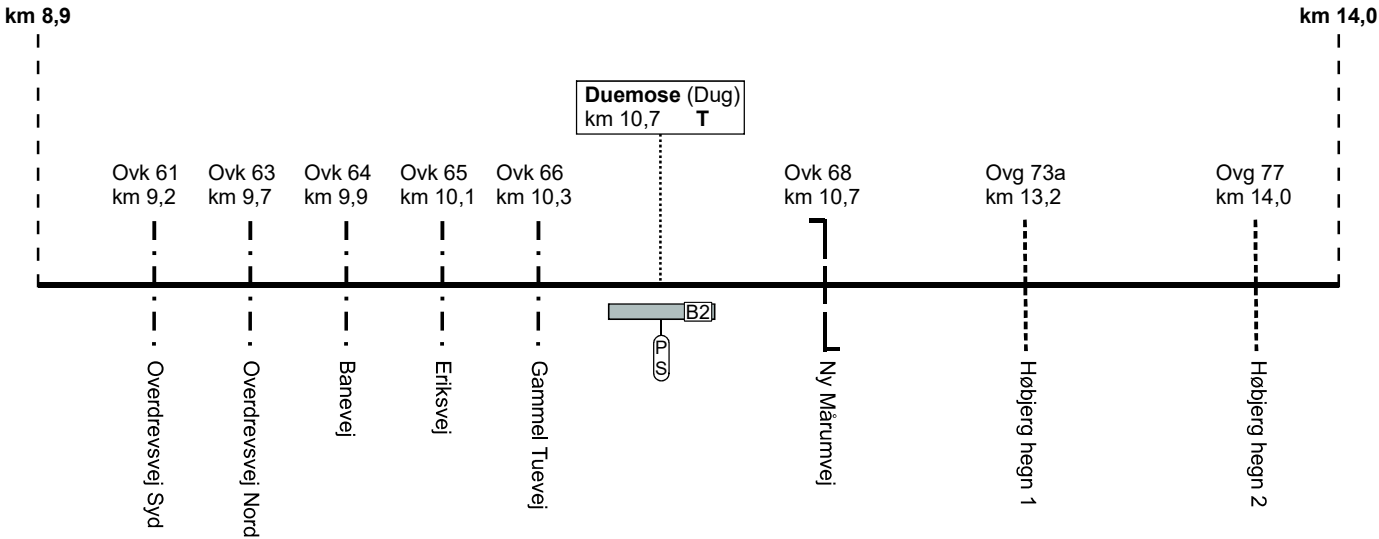 km 8,9
km 14,0
Duemose (Dug)
km 10,7 T
Ovk 61
km 9,2
Ovk 63
km 9,7
Ovk 64
km 9,9
Ovk 65
km 10,1
Ovk 66
km 10,3
Ovk 68
km 10,7
Ovg 73a
km 13,2
Ovg 77
km 14,0
B2
P
S
Overdrevsvej Syd
Overdrevsvej Nord
Banevej
Eriksvej
Gammel Tuevej
Ny Mårumvej
Høbjerg hegn 1
Høbjerg hegn 2